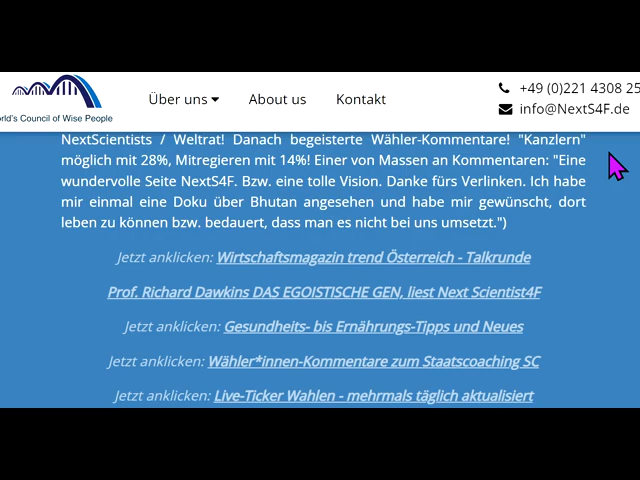 orld's Council of Wise People
Über uns
About us
Kontakt
+49 (0)221 4308 25
info@NextS4F.de
NextScientists / Weltrat! Danach begeisterte Wähler-Kommentare! "Kanzlern"
möglich mit 28%, Mitregieren mit 14%! Einer von Massen an Kommentaren: "Eine
wundervolle Seite NextS4F. Bzw. eine tolle Vision. Danke fürs Verlinken. Ich habe
mir einmal eine Doku über Bhutan angesehen und habe mir gewünscht, dort
leben zu können bzw. bedauert, dass man es nicht bei uns umsetzt.")
Jetzt anklicken: Wirtschaftsmagazin trend Österreich - Talkrunde
Prof. Richard Dawkins DAS EGOISTISCHE GEN, liest Next Scientist4F
Jetzt anklicken: Gesundheits- bis Ernährungs-Tipps und Neues
Jetzt anklicken: Wähler*innen-Kommentare zum Staatscoaching SC
Jetzt anklicken: Live-Ticker Wahlen - mehrmals täglich aktualisiert